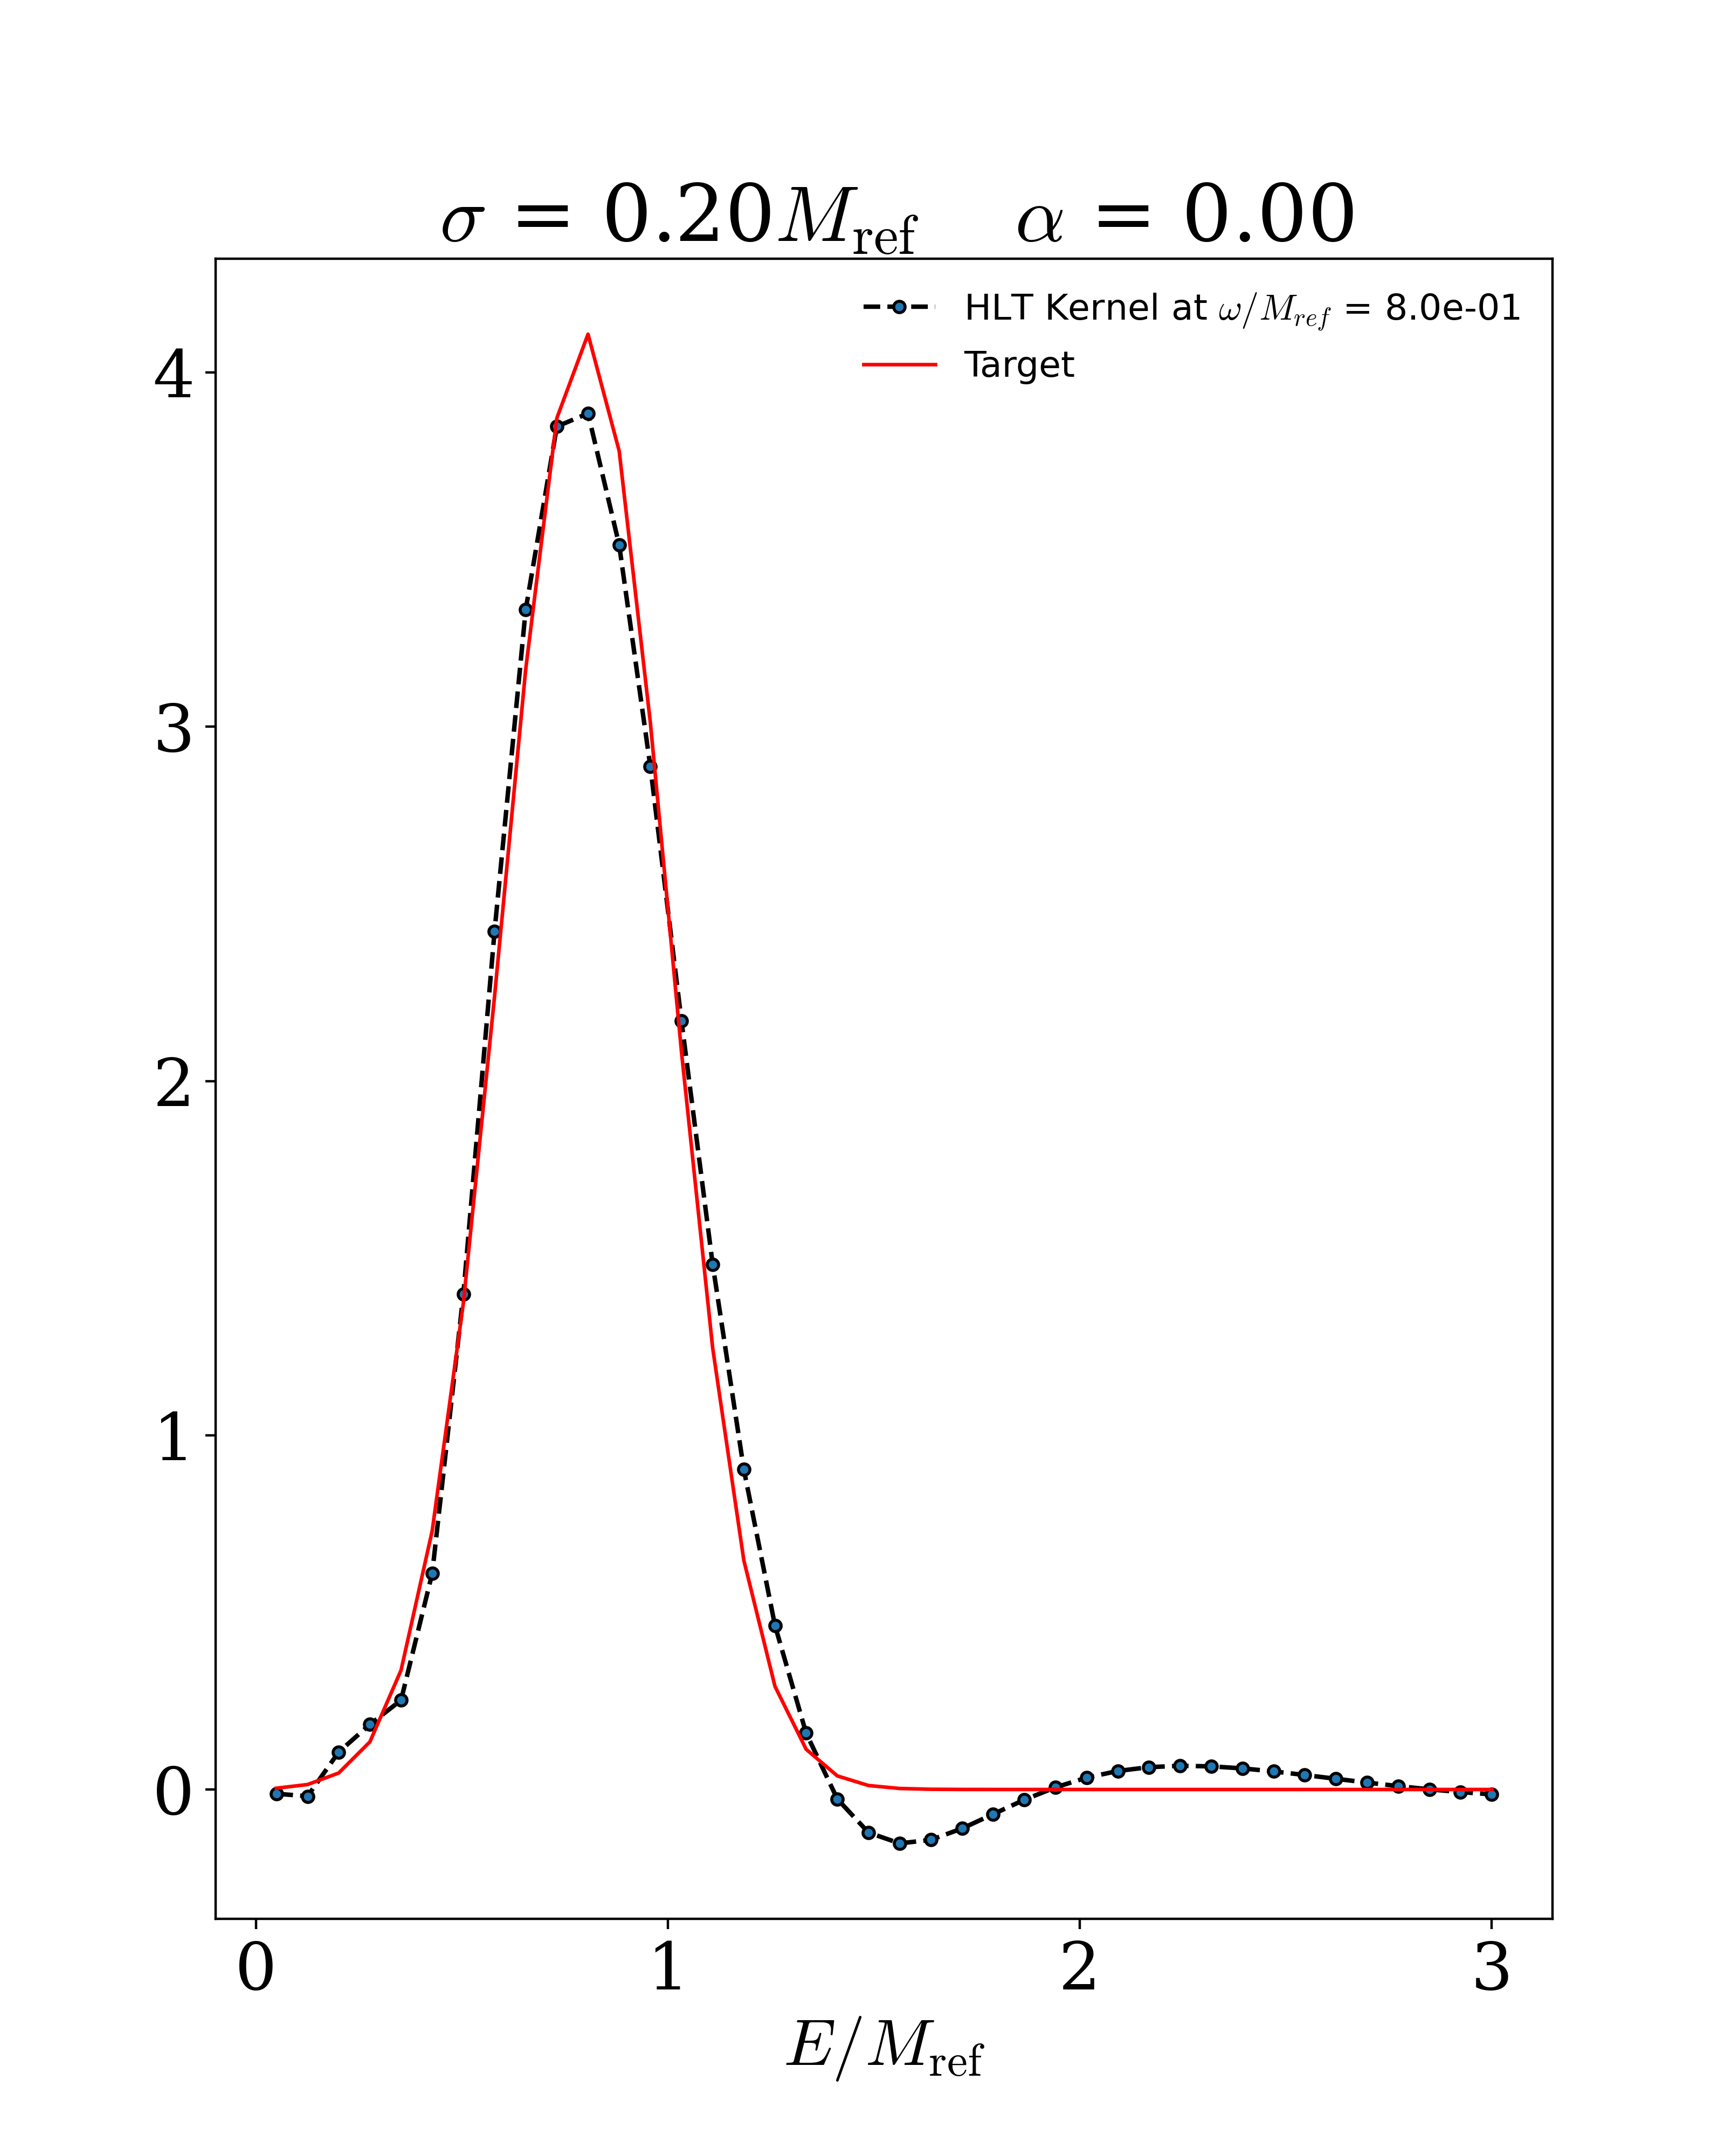 σ = 0.20M_ref α = 0.00
HLT Kernel at ω/M_ref = 8.0e-01
Target
4
3
2
1
0
0 1 2 3
E/M_ref